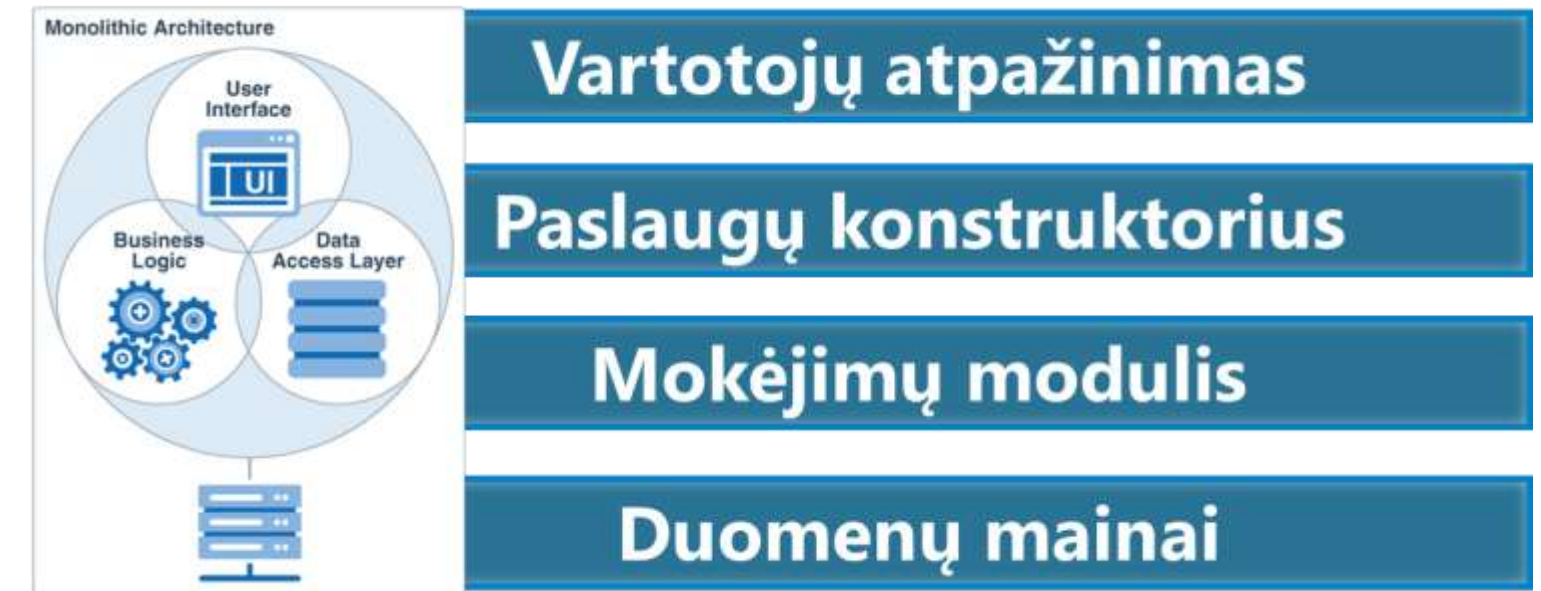 Monolithic Architecture
User
Interface
UI
Business
Logic
Data
Access Layer
Vartotojų atpažinimas
Paslaugų konstruktorius
Mokėjimų modulis
Duomenų mainai